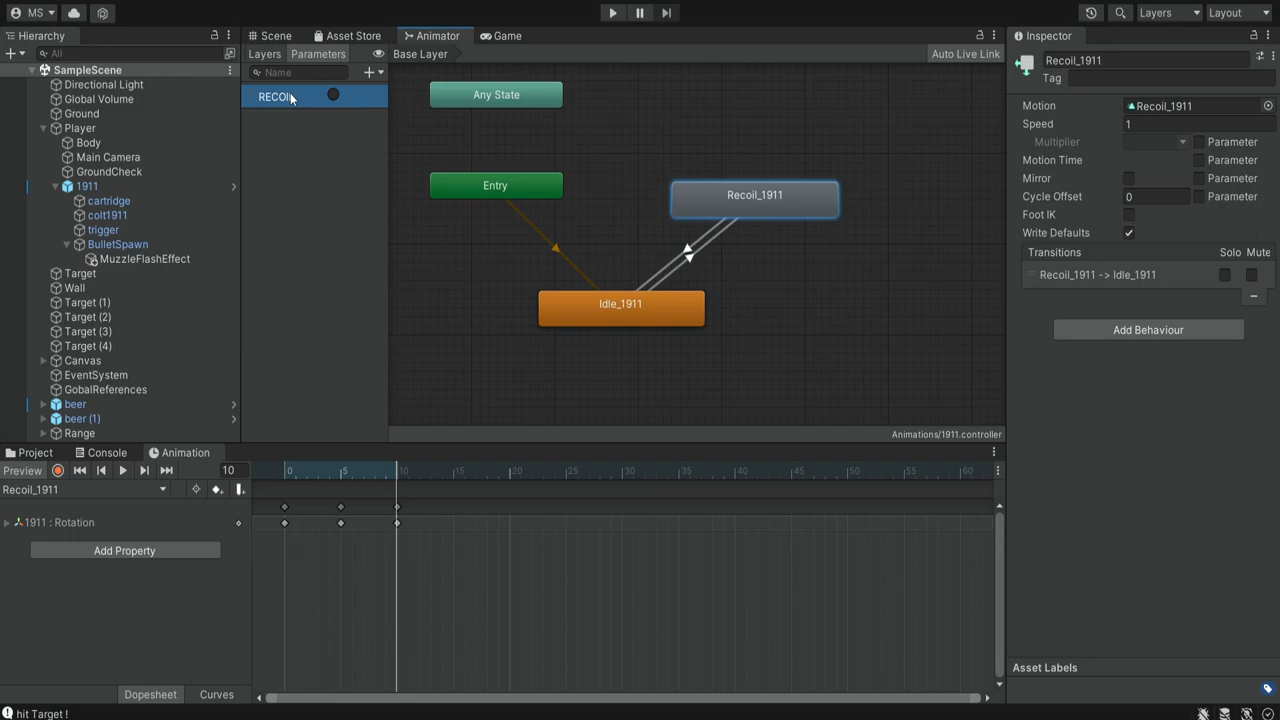 MS Layers Layout
Hierarchy Scene Asset Store Animator Game Inspector
All Layers Parameters Base Layer Auto Live Link Recoil_1911
SampleScene Name Tag
Directional Light RECOIL Any State
Global Volume
Ground Motion Recoil_1911
Player Speed 1
Body Multiplier Parameter
Main Camera Motion Time Parameter
GroundCheck Mirror Parameter
1911 Entry Recoil_1911 Cycle Offset 0 Parameter
cartridge Foot IK
colt1911 Write Defaults
trigger Transitions Solo Mute
BulletSpawn Recoil_1911 -> Idle_1911
MuzzleFlashEffect
Target
Wall
Target (1) Idle_1911
Target (2) Add Behaviour
Target (3)
Target (4)
Canvas
EventSystem
GobalReferences
beer
beer (1)
Range Animations/1911.controller
Project Console Animation
Preview 10 0 5 10 15 20 25 30 35 40 45 50 55 60
Recoil_1911
1911 : Rotation
Add Property
Asset Labels
Dopesheet Curves
hit Target !